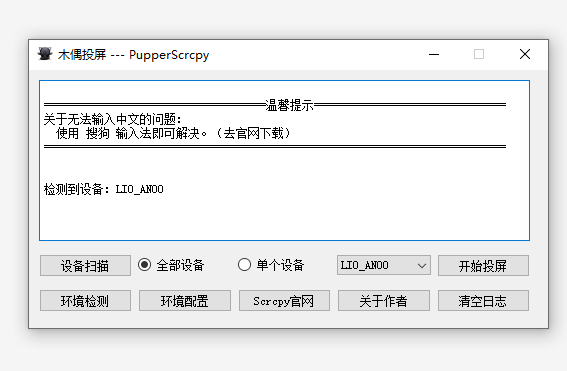 木偶投屏 --- PupperScrcpy
═════════════════温馨提示═════════════════
关于无法输入中文的问题:
使用 搜狗 输入法即可解决。（去官网下载）
══════════════════════════════════════
检测到设备: LIO_AN00
设备扫描 全部设备 单个设备 LIO_AN00 开始投屏
环境检测 环境配置 Scrcpy官网 关于作者 清空日志